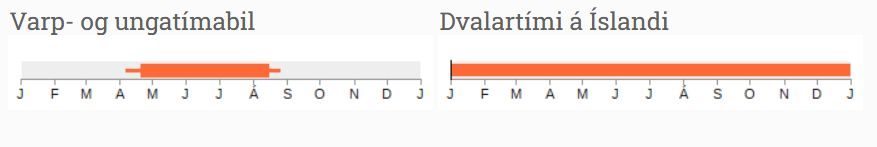 Varp- og ungatímabil
J F M A M J J Á S O N D J
Dvalartími á Íslandi
J F M A M J J Á S O N D J